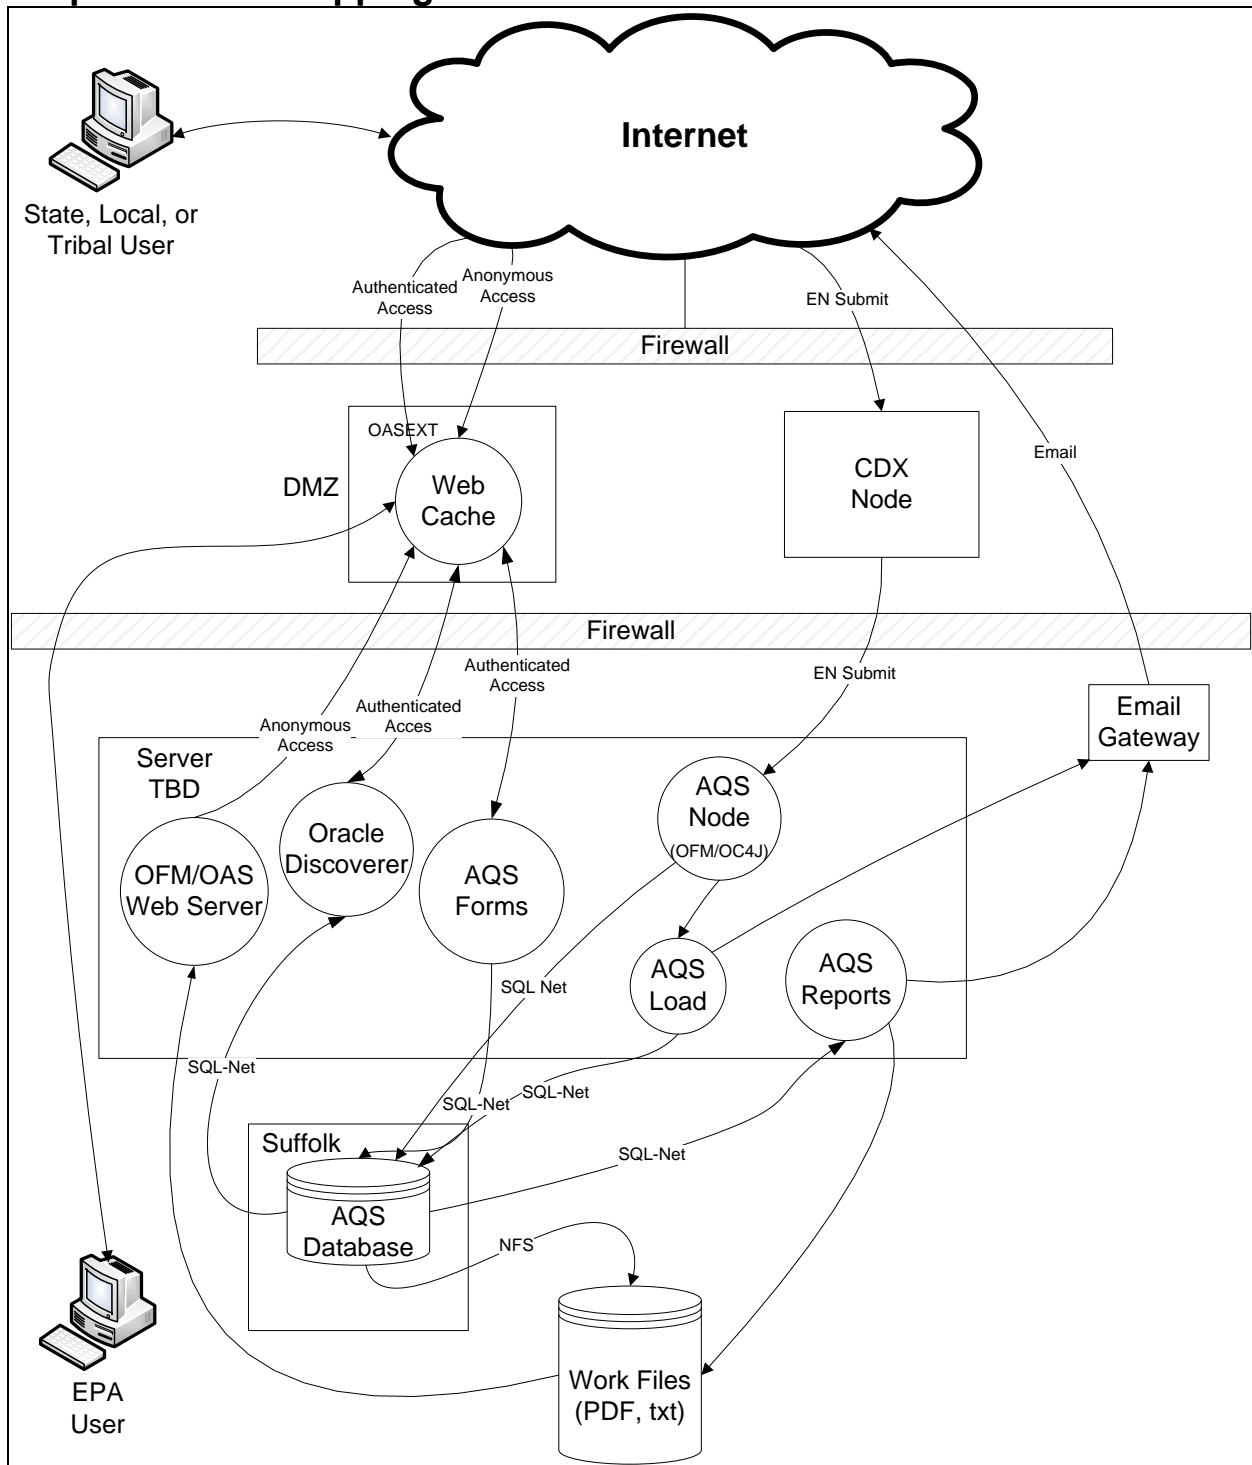 Internet
State, Local, or
Tribal User
Authenticated
Access
Anonymous
Access
EN Submit
Firewall
OASEXT
DMZ
Web
Cache
CDX
Node
Email
Firewall
Authenticated
Access
EN Submit
Authenticated
Acces
Anonymous
Access
Email
Gateway
Server
TBD
OFM/OAS
Web Server
Oracle
Discoverer
AQS
Forms
AQS
Node
(OFM/OC4J)
AQS
Load
AQS
Reports
SQL Net
SQL-Net
SQL-Net
SQL-Net
SQL-Net
Suffolk
AQS
Database
NFS
Work Files
(PDF, txt)
EPA
User